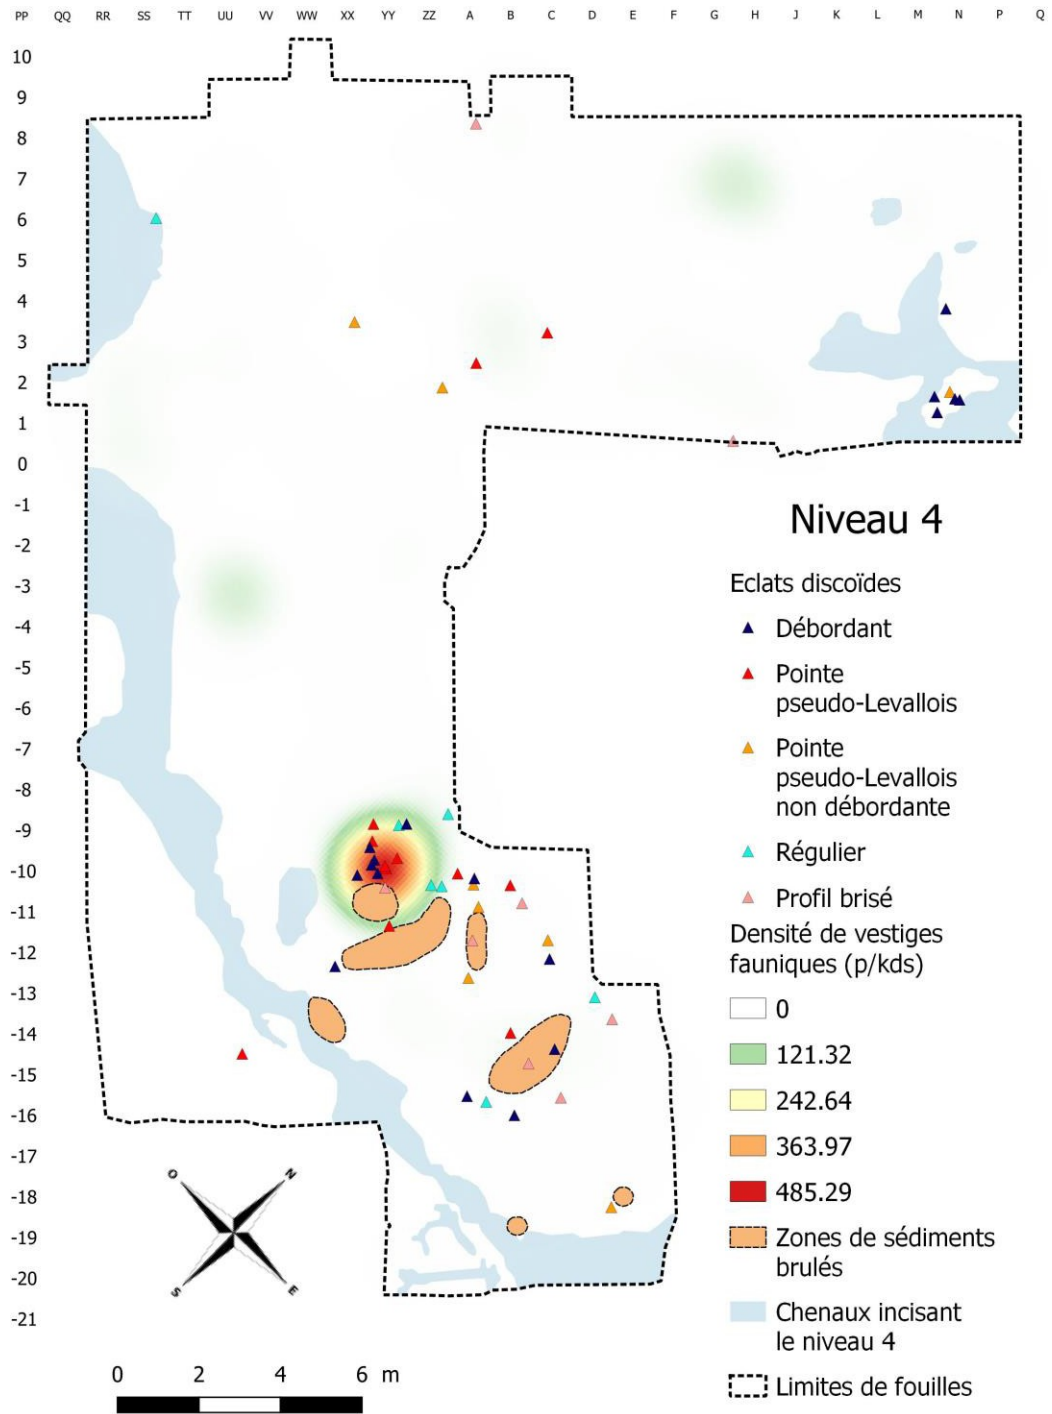 PP QQ RR SS TT UU VV WW XX YY ZZ A B C D E F G H J K L M N P Q
10
9
8
7
6
5
4
3
2
1
0
-1
-2
-3
-4
-5
-6
-7
-8
-9
-10
-11
-12
-13
-14
-15
-16
-17
-18
-19
-20
-21
Niveau 4
Eclats discoïdes
Débordant
Pointe
pseudo-Levallois
Pointe
pseudo-Levallois
non débordante
Régulier
Profil brisé
Densité de vestiges
fauniques (p/kds)
0
121.32
242.64
363.97
485.29
Zones de sédiments
brulés
Chenaux incisant
le niveau 4
Limites de fouilles
O N
S E
0 2 4 6 m